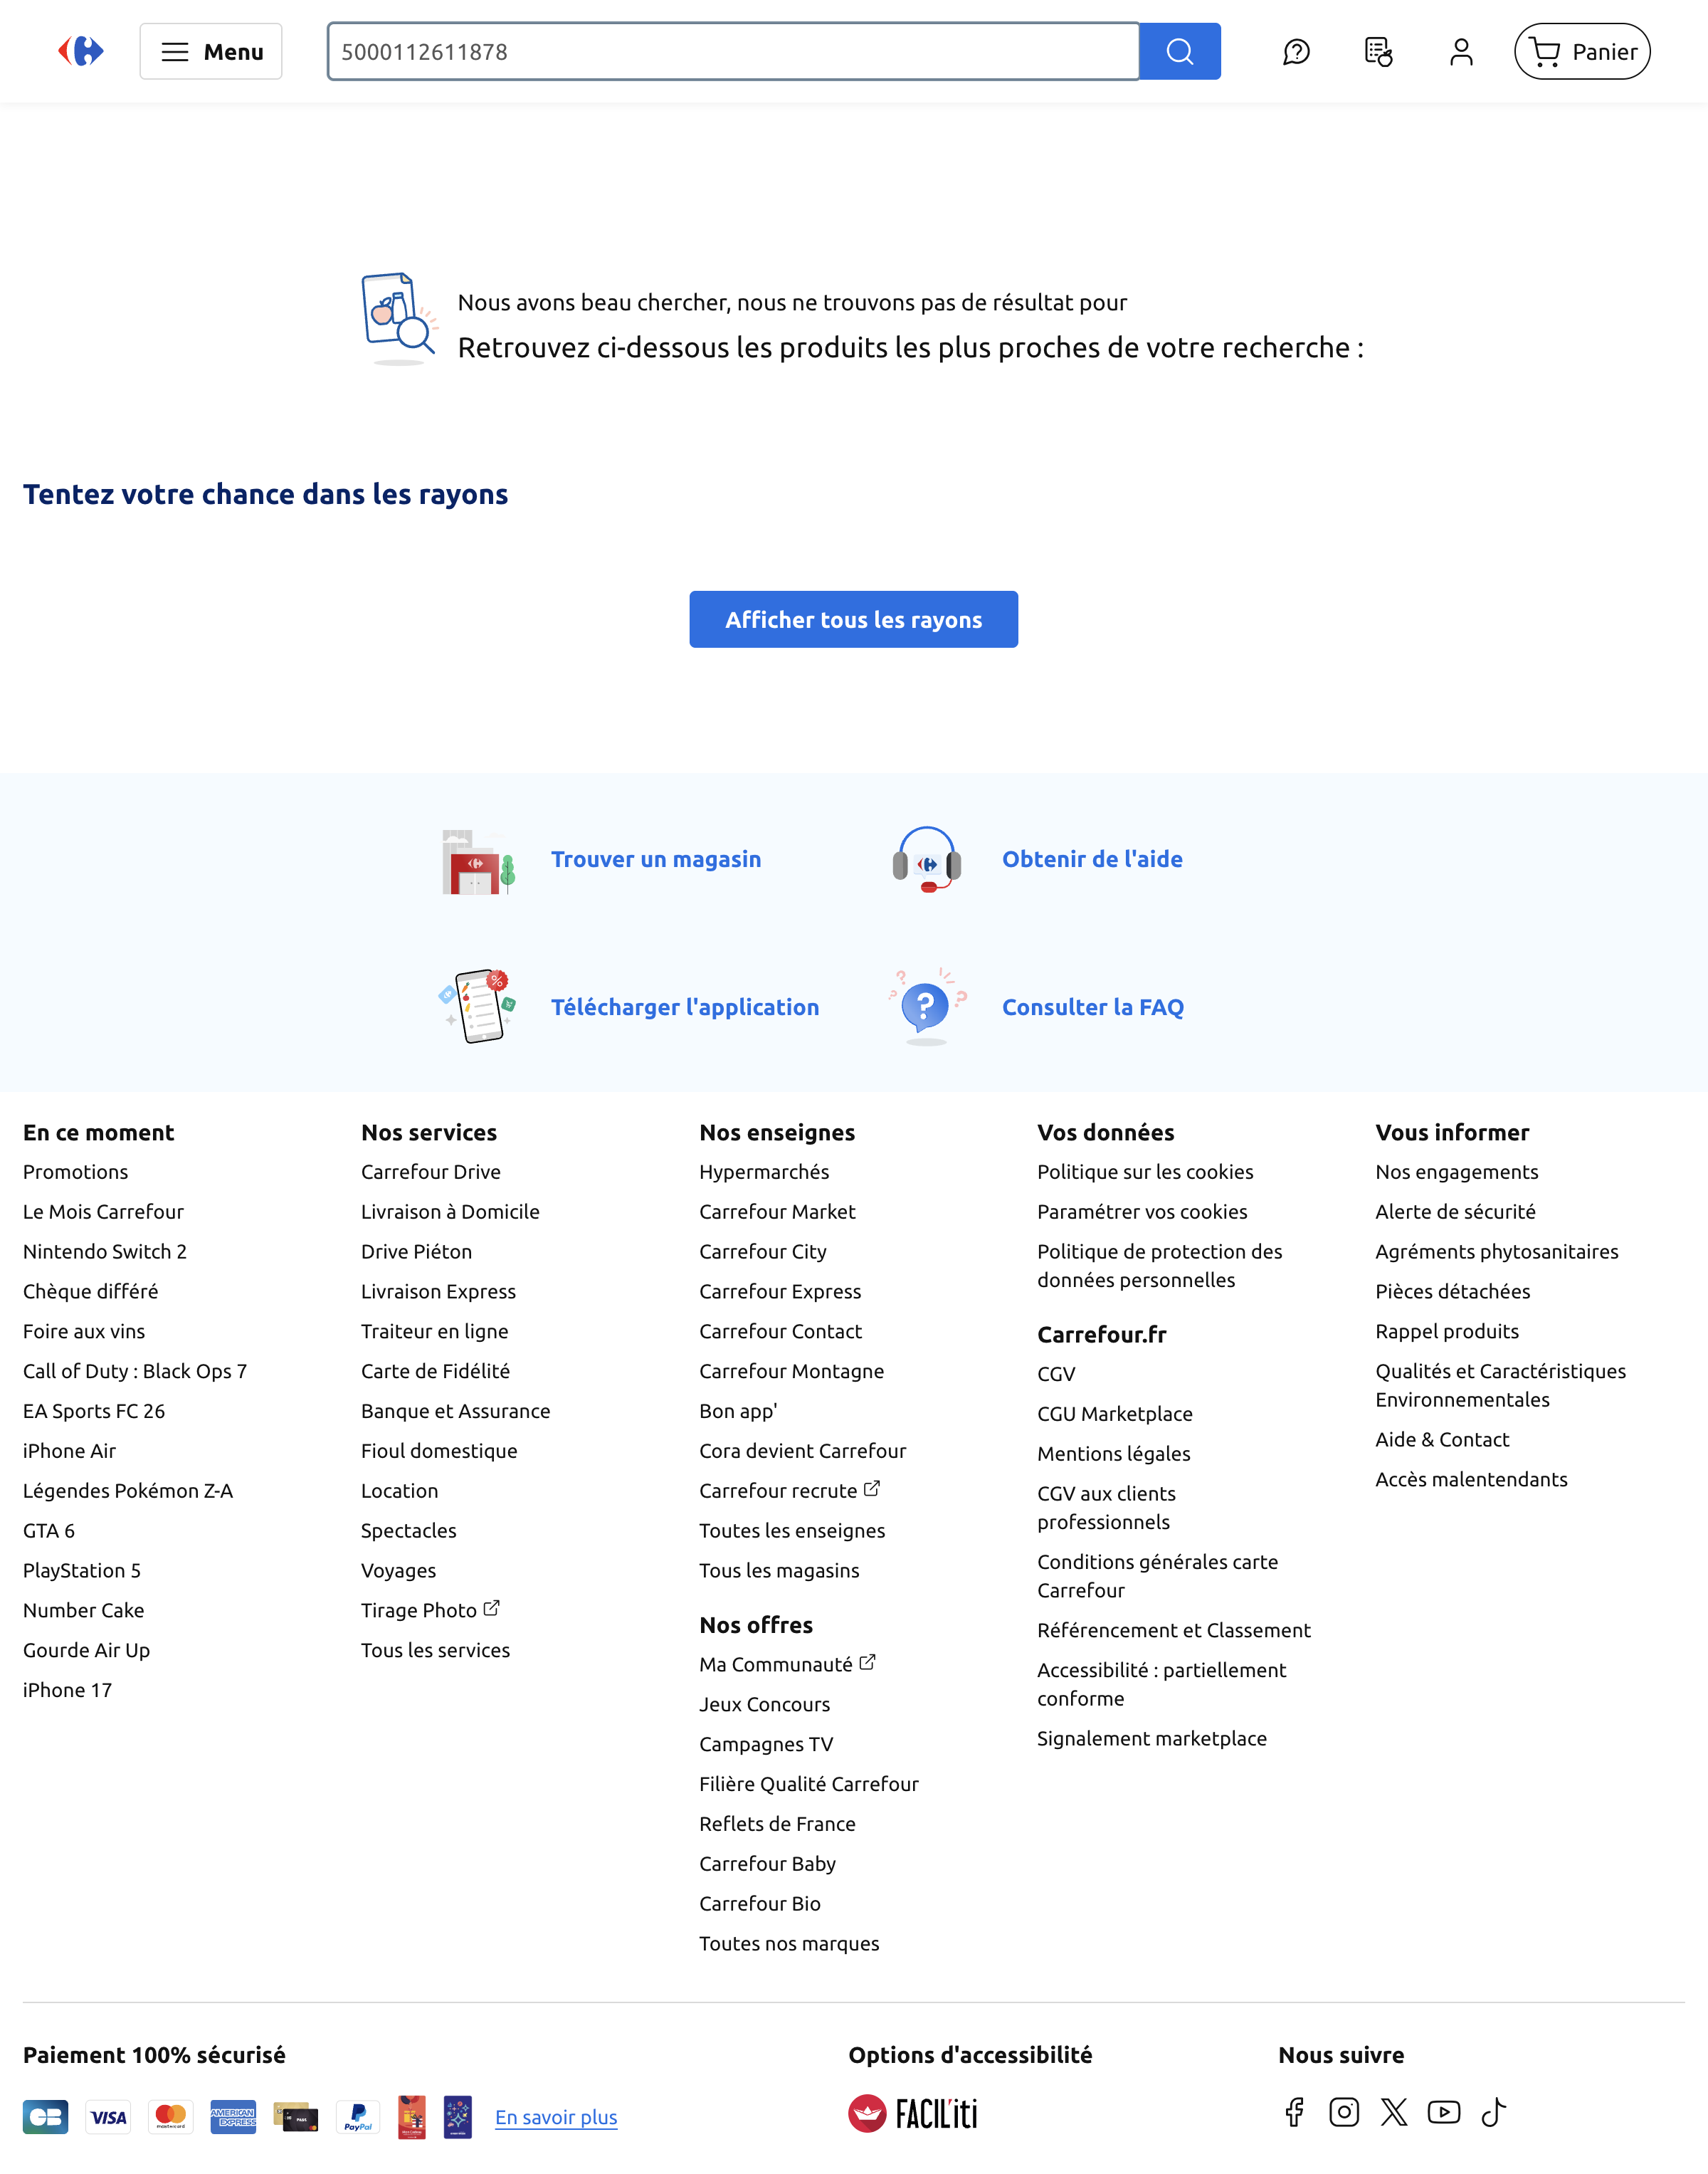 Menu
5000112611878
Panier
Nous avons beau chercher, nous ne trouvons pas de résultat pour
Retrouvez ci-dessous les produits les plus proches de votre recherche :
Tentez votre chance dans les rayons
Afficher tous les rayons
Trouver un magasin
Obtenir de l'aide
Télécharger l'application
Consulter la FAQ
En ce moment
Promotions
Le Mois Carrefour
Nintendo Switch 2
Chèque différé
Foire aux vins
Call of Duty : Black Ops 7
EA Sports FC 26
iPhone Air
Légendes Pokémon Z-A
GTA 6
PlayStation 5
Number Cake
Gourde Air Up
iPhone 17
Nos services
Carrefour Drive
Livraison à Domicile
Drive Piéton
Livraison Express
Traiteur en ligne
Carte de Fidélité
Banque et Assurance
Fioul domestique
Location
Spectacles
Voyages
Tirage Photo
Tous les services
Nos enseignes
Hypermarchés
Carrefour Market
Carrefour City
Carrefour Express
Carrefour Contact
Carrefour Montagne
Bon app'
Cora devient Carrefour
Carrefour recrute
Toutes les enseignes
Tous les magasins
Nos offres
Ma Communauté
Jeux Concours
Campagnes TV
Filière Qualité Carrefour
Reflets de France
Carrefour Baby
Carrefour Bio
Toutes nos marques
Vos données
Politique sur les cookies
Paramétrer vos cookies
Politique de protection des
données personnelles
Carrefour.fr
CGV
CGU Marketplace
Mentions légales
CGV aux clients
professionnels
Conditions générales carte
Carrefour
Référencement et Classement
Accessibilité : partiellement
conforme
Signalement marketplace
Vous informer
Nos engagements
Alerte de sécurité
Agréments phytosanitaires
Pièces détachées
Rappel produits
Qualités et Caractéristiques
Environnementales
Aide & Contact
Accès malentendants
Paiement 100% sécurisé
CB
VISA
mastercard
AMERICAN
EXPRESS
PASS
PayPal
En savoir plus
Options d'accessibilité
FACIL'iti
Nous suivre